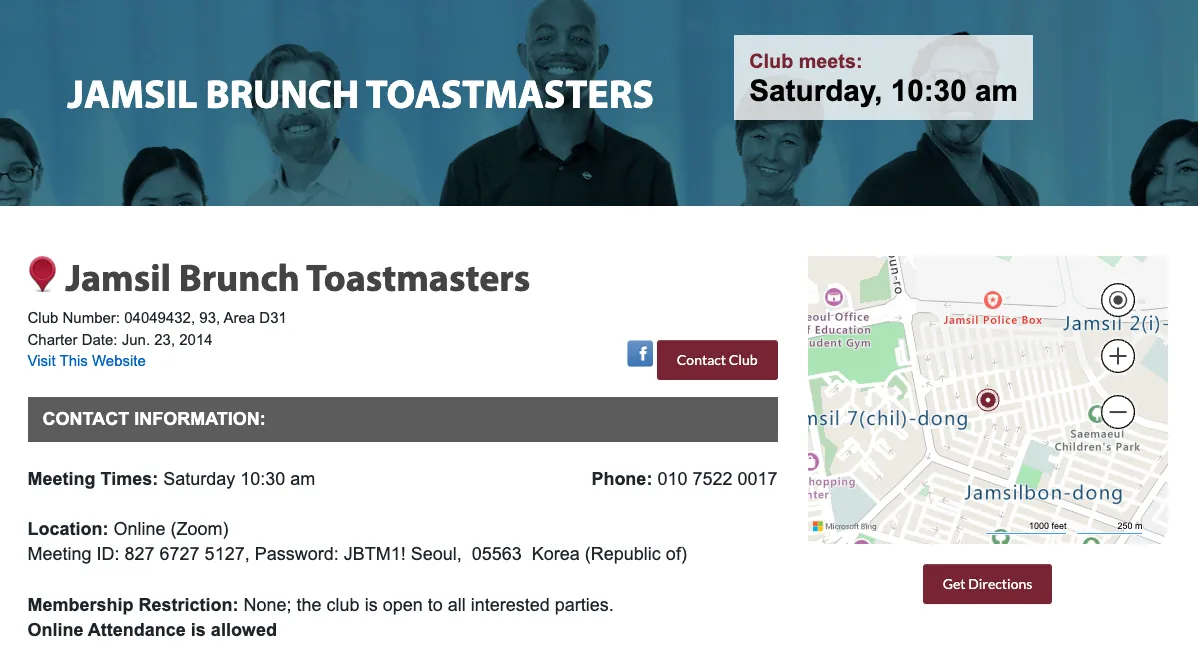 JAMSIL BRUNCH TOASTMASTERS
Club meets:
Saturday, 10:30 am
Jamsil Brunch Toastmasters
Club Number: 04049432, 93, Area D31
Charter Date: Jun. 23, 2014
Visit This Website
f
Contact Club
CONTACT INFORMATION:
Meeting Times: Saturday 10:30 am
Phone: 010 7522 0017
Location: Online (Zoom)
Meeting ID: 827 6727 5127, Password: JBTM1! Seoul, 05563 Korea (Republic of)
Membership Restriction: None; the club is open to all interested parties.
Online Attendance is allowed
un-ro
eoul Office
f Education
udent Gym
Jamsil Police Box
Jamsil 2(i)-
msil 7(chil)-dong
Saemaeul
Children's Park
hopping
nter
Jamsilbon-dong
Microsoft Bing
1000 feet
250 m
Get Directions